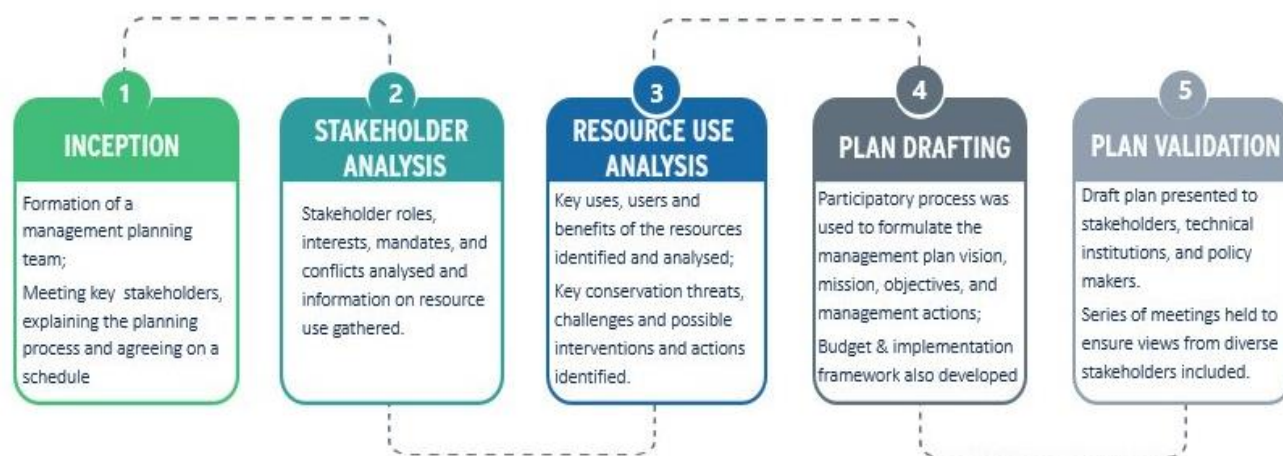 1
INCEPTION
Formation of a
management planning
team;
Meeting key stakeholders,
explaining the planning
process and agreeing on a
schedule
2
STAKEHOLDER
ANALYSIS
Stakeholder roles,
interests, mandates, and
conflicts analysed and
information on resource
use gathered.
3
RESOURCE USE
ANALYSIS
Key uses, users and
benefits of the resources
identified and analysed;
Key conservation threats,
challenges and possible
interventions and actions
identified.
4
PLAN DRAFTING
Participatory process was
used to formulate the
management plan vision,
mission, objectives, and
management actions;
Budget & implementation
framework also developed
5
PLAN VALIDATION
Draft plan presented to
stakeholders, technical
institutions, and policy
makers.
Series of meetings held to
ensure views from diverse
stakeholders included.